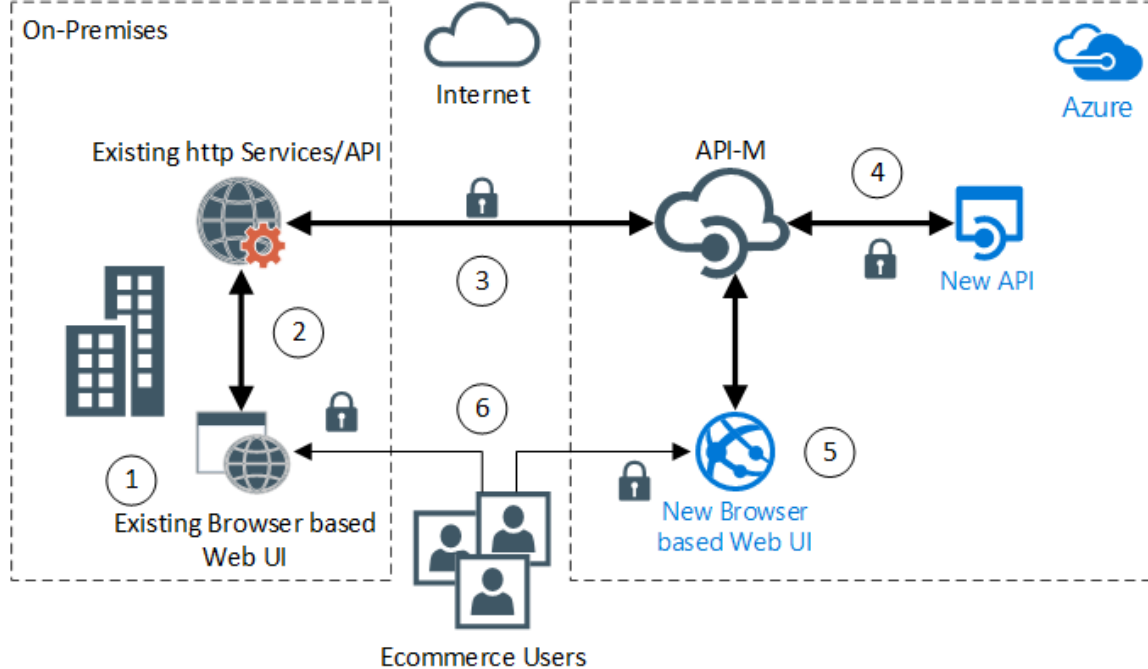 On-Premises
Internet
Azure
Existing http Services/API
API-M
4
New API
3
2
6
5
1
Existing Browser based
Web UI
New Browser
based Web UI
Ecommerce Users